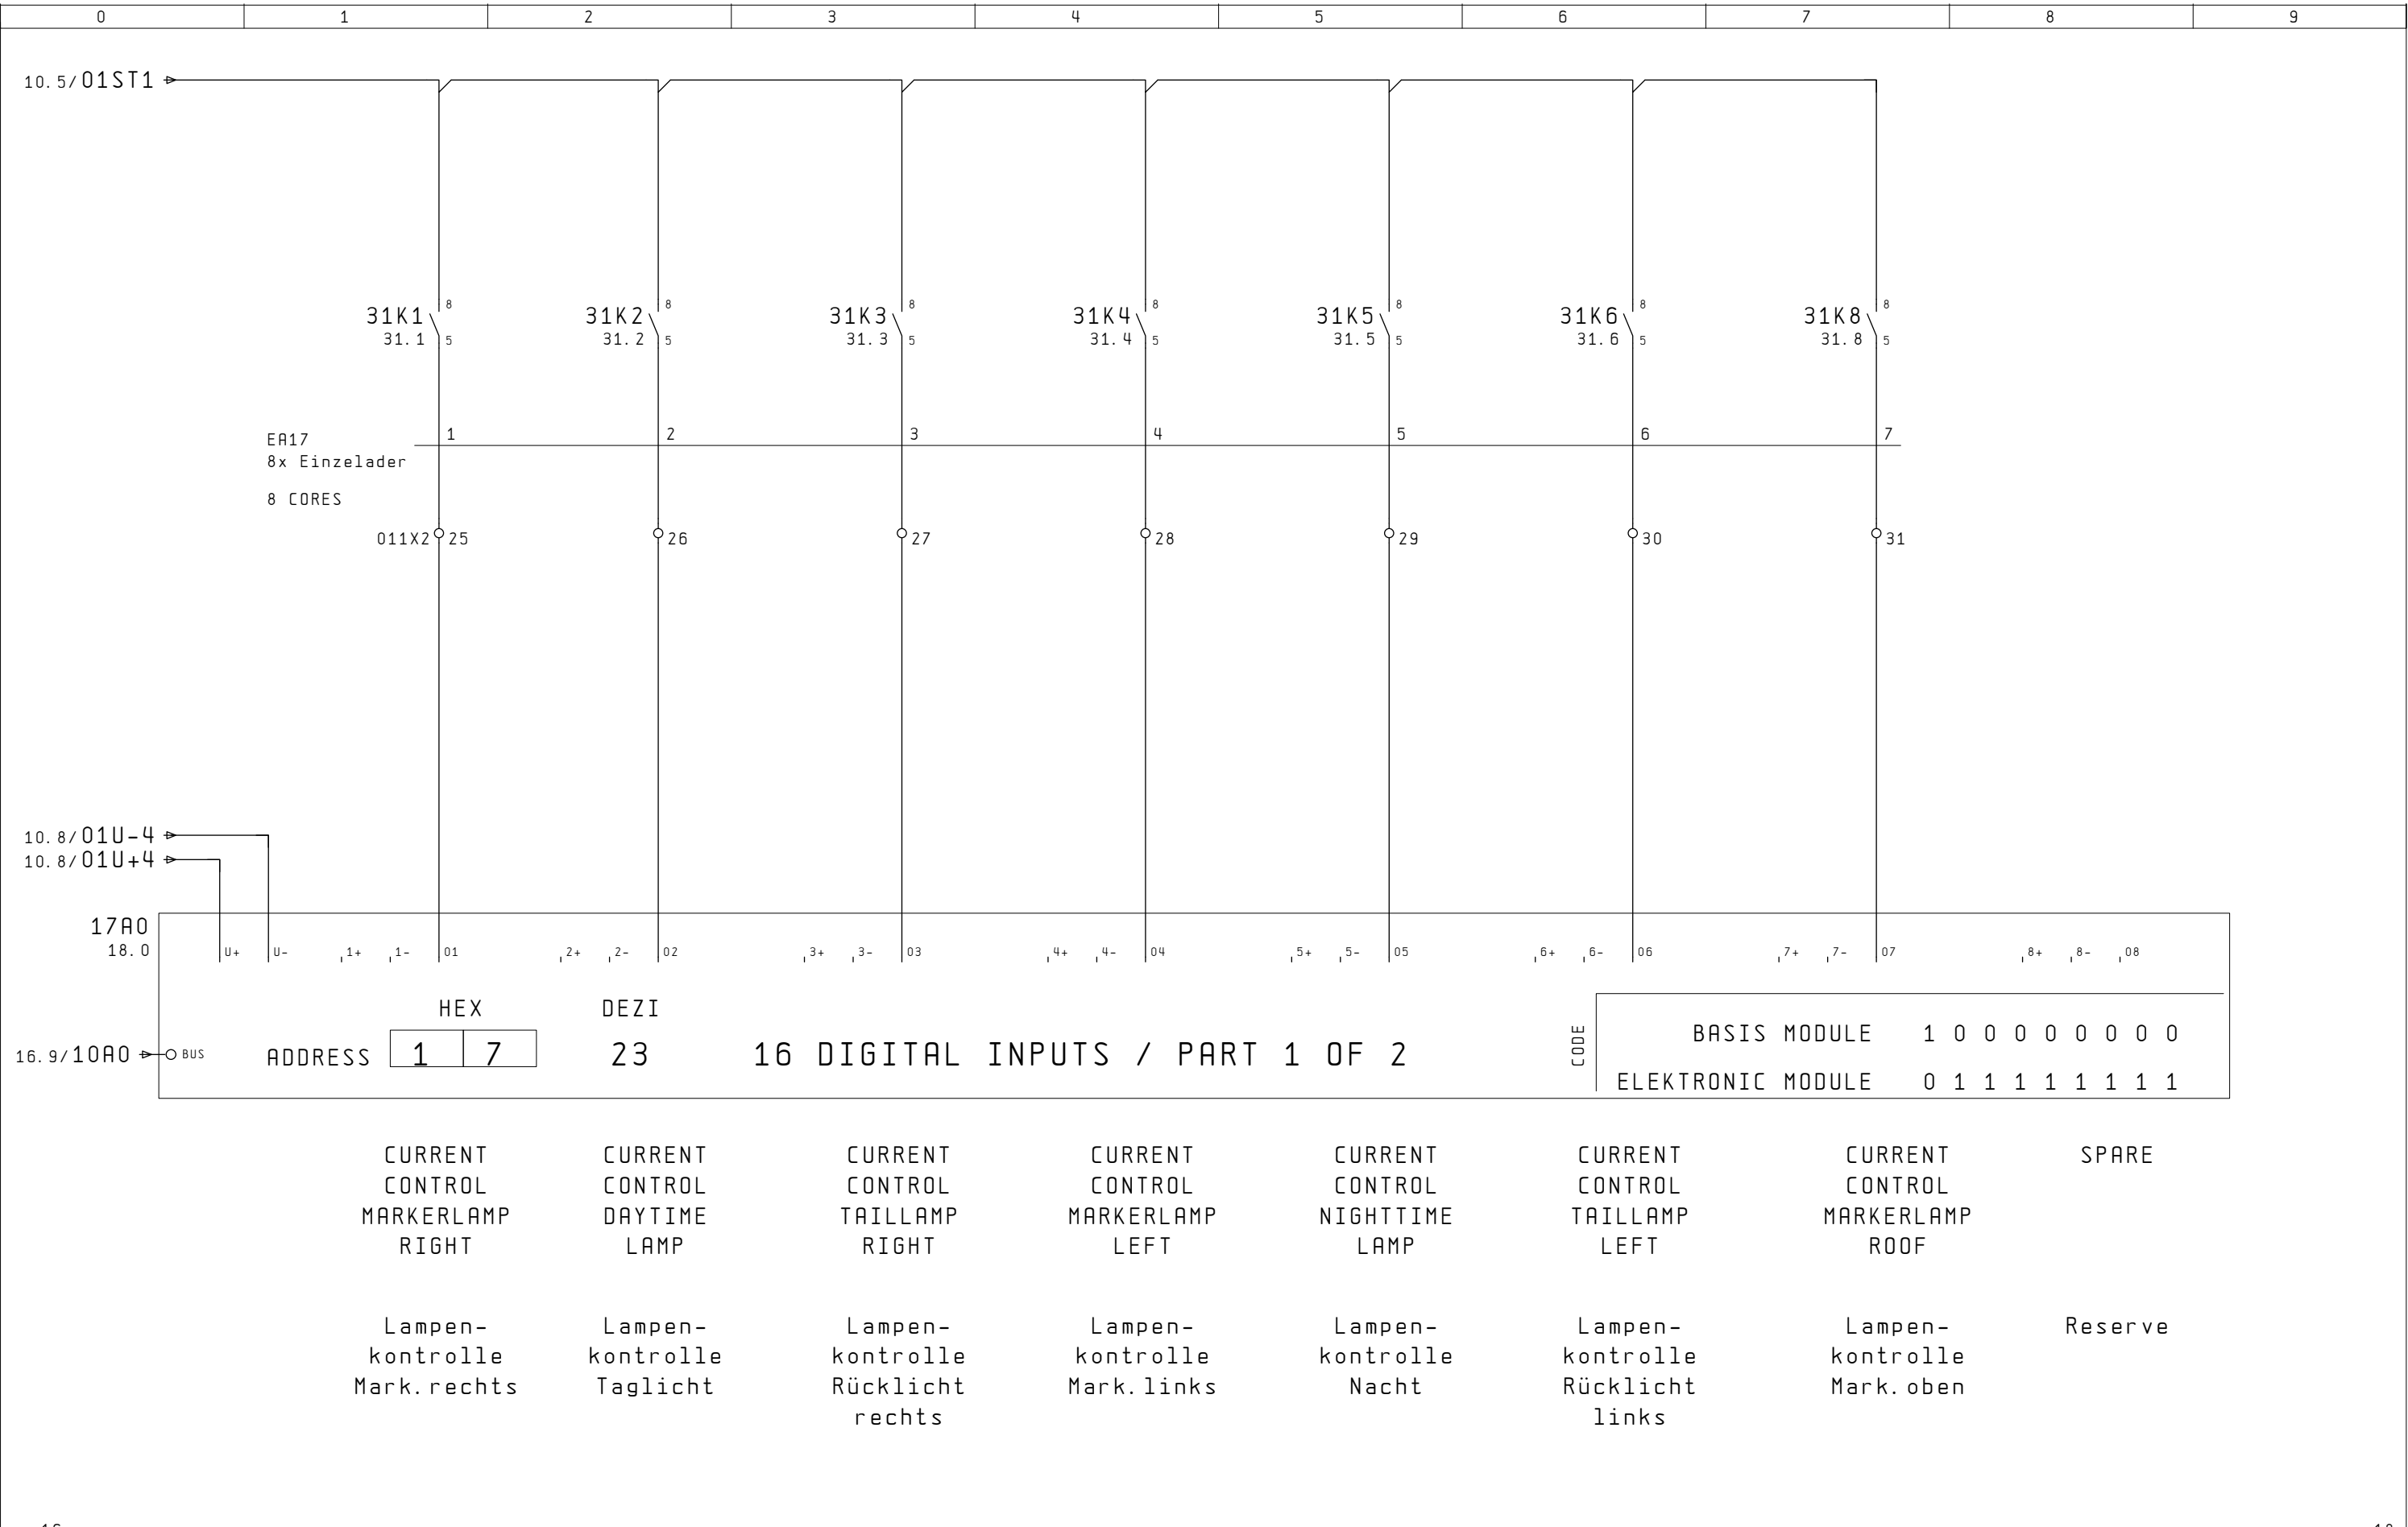 0 1 2 3 4 5 6 7 8 9
10.5/01ST1
8 8 8 8 8 8 8
31K1 31K2 31K3 31K4 31K5 31K6 31K8
31.1 5 31.2 5 31.3 5 31.4 5 31.5 5 31.6 5 31.8 5
1 2 3 4 5 6 7
EA17
8x Einzelader
8 CORES
011X2 25 26 27 28 29 30 31
10.8/01U-4
10.8/01U+4
17A0
18.0
U+ U- 1+ 1- 01 2+ 2- 02 3+ 3- 03 4+ 4- 04 5+ 5- 05 6+ 6- 06 7+ 7- 07 8+ 8- 08
HEX DEZI
16.9/10A0 BUS ADDRESS 1 7 23 16 DIGITAL INPUTS / PART 1 OF 2
CODE
BASIS MODULE 1 0 0 0 0 0 0 0 0
ELEKTRONIC MODULE 0 1 1 1 1 1 1 1 1
CURRENT CURRENT CURRENT CURRENT CURRENT CURRENT CURRENT SPARE
CONTROL CONTROL CONTROL CONTROL CONTROL CONTROL CONTROL
MARKERLAMP DAYTIME TAILLAMP MARKERLAMP NIGHTTIME TAILLAMP MARKERLAMP
RIGHT LAMP RIGHT LEFT LAMP LEFT ROOF
Lampen- Lampen- Lampen- Lampen- Lampen- Lampen- Lampen- Reserve
kontrolle kontrolle kontrolle kontrolle kontrolle kontrolle kontrolle
Mark.rechts Taglicht Rücklicht Mark.links Nacht Rücklicht Mark.oben
rechts links